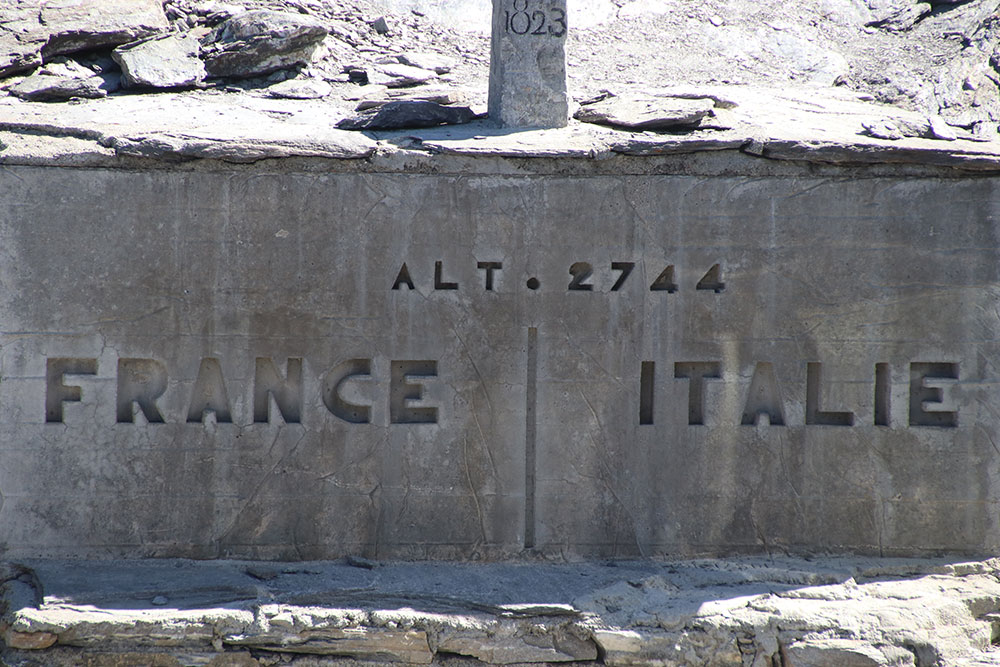 1823
ALT. 2744
FRANCE | ITALIE